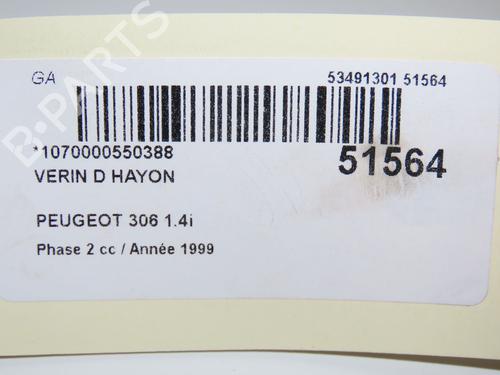 B-PARTS
GA
53491301 51564
*1070000550388
51564
VERIN D HAYON
PEUGEOT 306 1.4i
Phase 2 cc / Année 1999